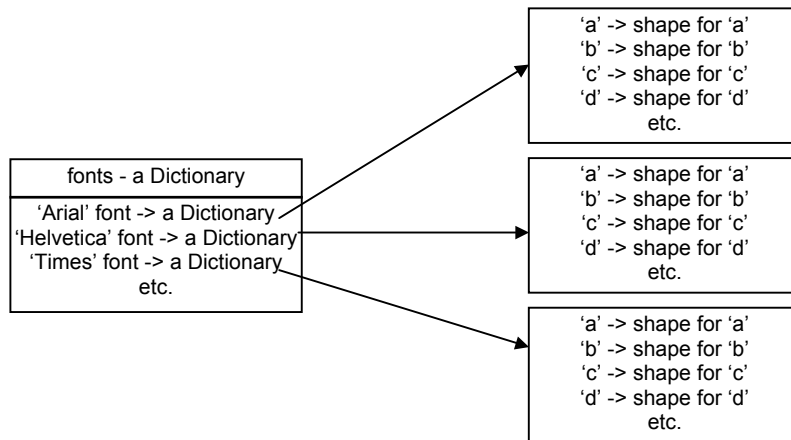 fonts - a Dictionary
‘Arial’ font -> a Dictionary
‘Helvetica’ font -> a Dictionary
‘Times’ font -> a Dictionary
etc.
‘a’ -> shape for ‘a’
‘b’ -> shape for ‘b’
‘c’ -> shape for ‘c’
‘d’ -> shape for ‘d’
etc.
‘a’ -> shape for ‘a’
‘b’ -> shape for ‘b’
‘c’ -> shape for ‘c’
‘d’ -> shape for ‘d’
etc.
‘a’ -> shape for ‘a’
‘b’ -> shape for ‘b’
‘c’ -> shape for ‘c’
‘d’ -> shape for ‘d’
etc.